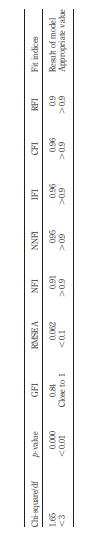 Chi-square/df p-value GFI RMSEA NFI NNFI IFI CFI RFI Fit indices
1.65 0.000 0.84 0.062 0.91 0.95 0.96 0.96 0.9 Result of model
<3 <0.01 Close to 1 <0.1 >0.9 >0.9 >0.9 >0.9 >0.9 Appropriate value